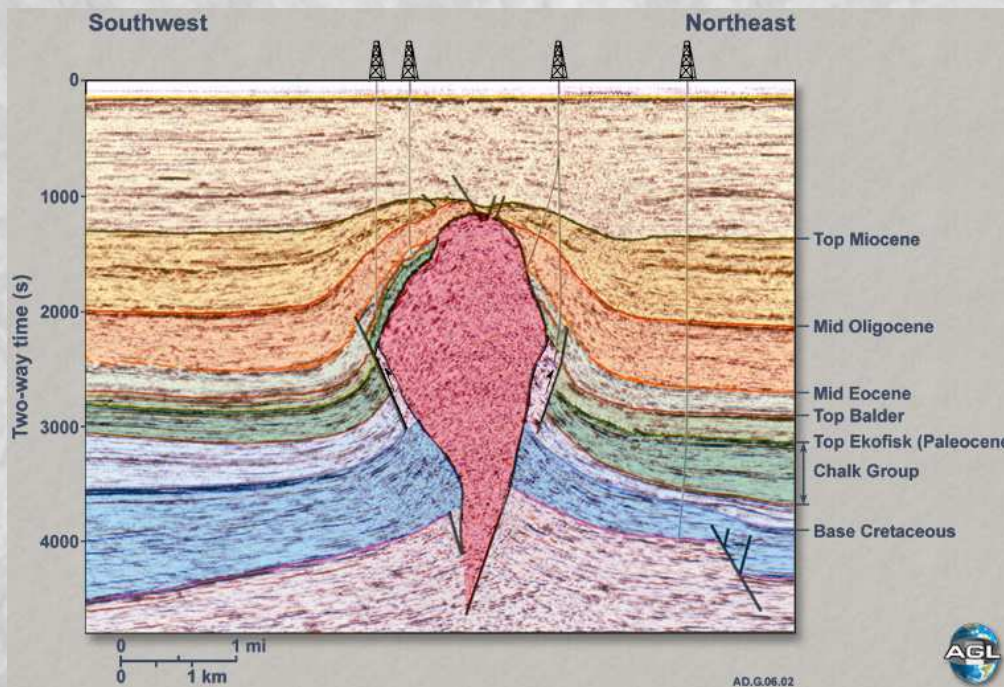 Southwest
Northeast
0
1000
2000
3000
4000
Two-way time (s)
Top Miocene
Mid Oligocene
Mid Eocene
Top Balder
Top Ekofisk (Paleocene
Chalk Group
Base Cretaceous
0 1 mi
0 1 km
AD.G.06.02
AGL